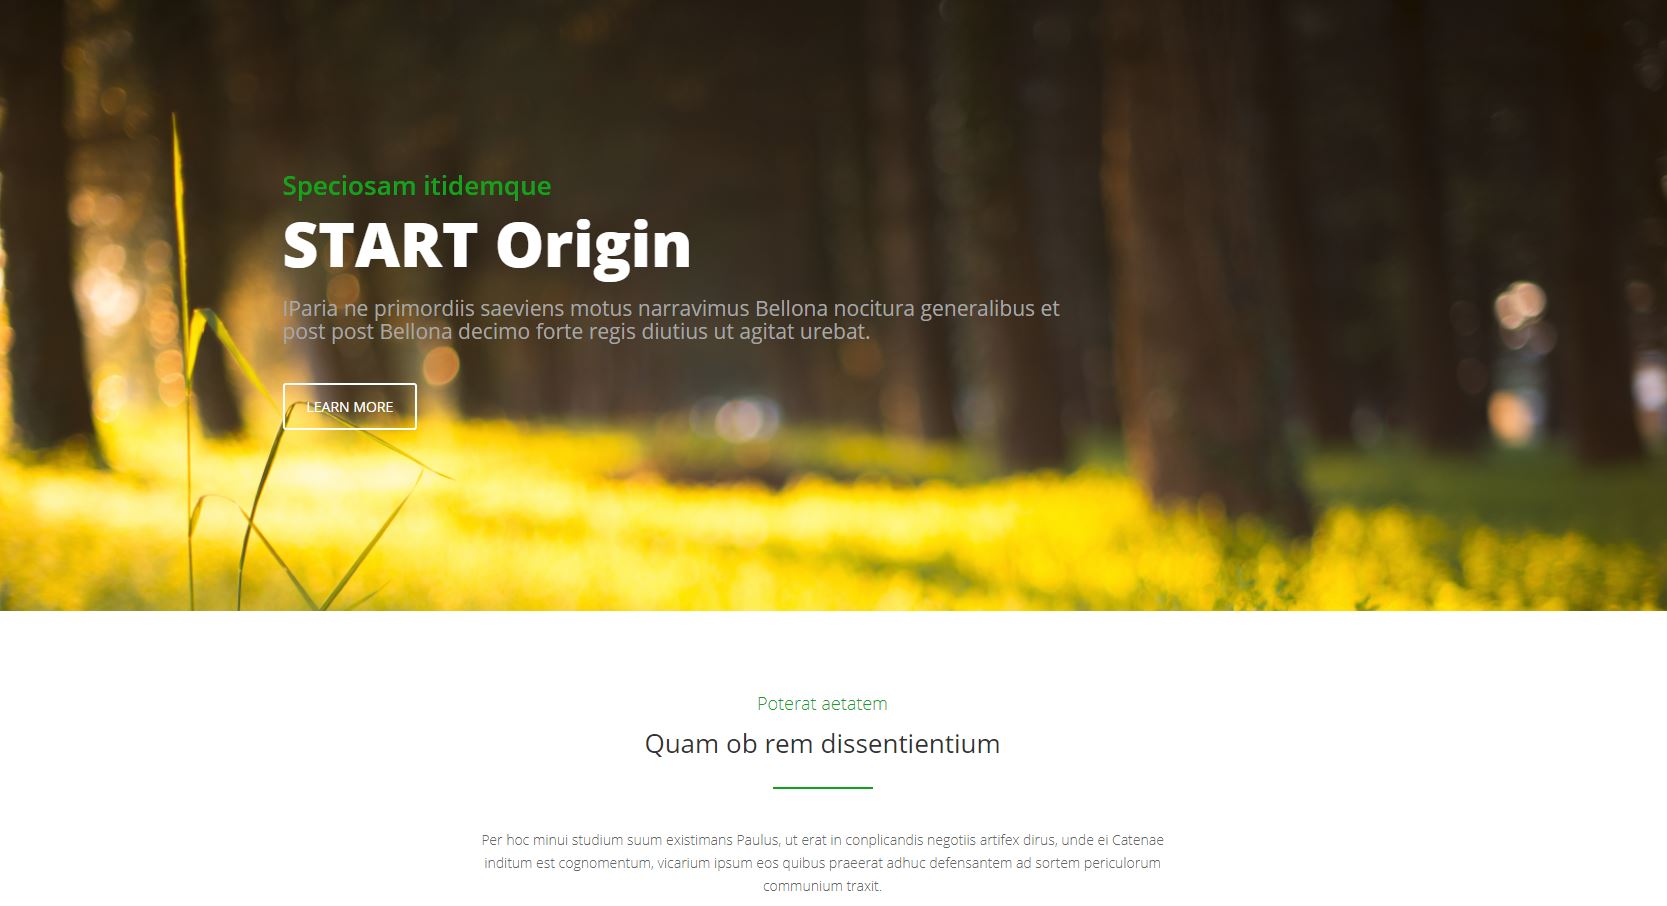 Speciosam itidemque
START Origin
IParia ne primordiis saeviens motus narravimus Bellona nocitura generalibus et
post post Bellona decimo forte regis diutius ut agitat urebat.
LEARN MORE
Poterat aetatem
Quam ob rem dissentientium
Per hoc minui studium suum existimans Paulus, ut erat in conplicandis negotiis artifex dirus, unde ei Catenae
inditum est cognomentum, vicarium ipsum eos quibus praeerat adhuc defensantem ad sortem periculorum
communium traxit.